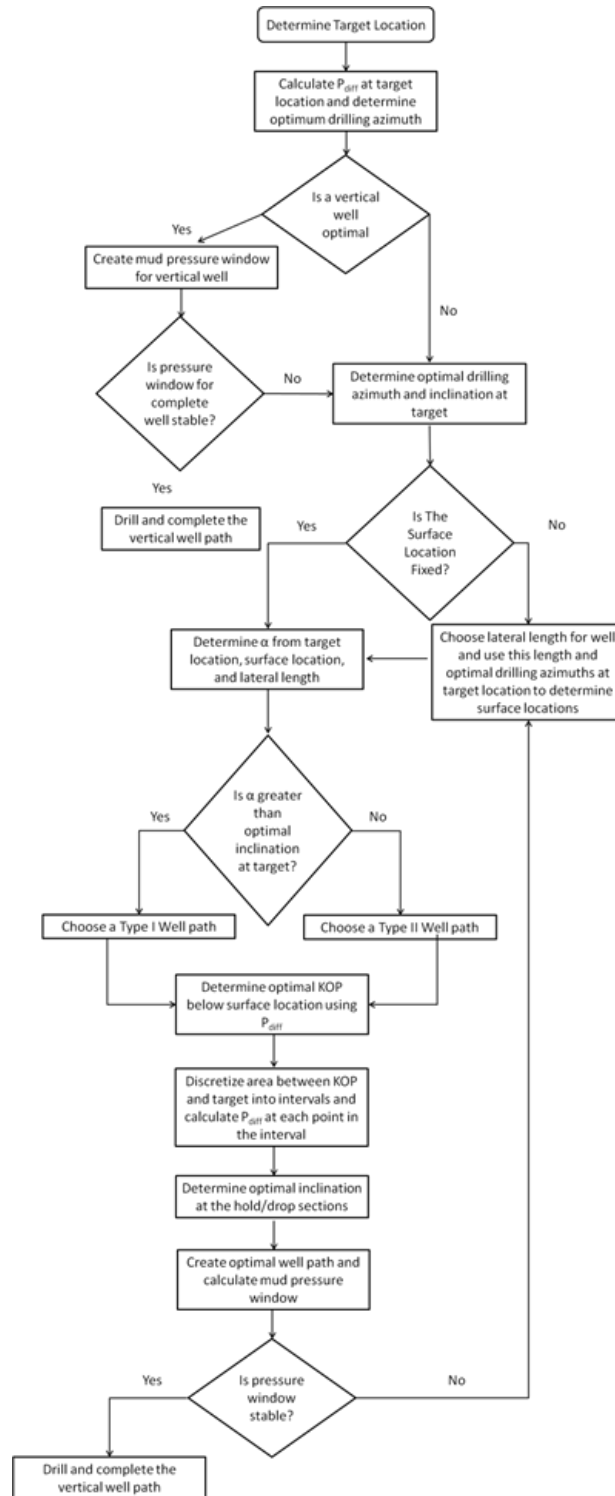 Determine Target Location
Calculate Pdiff at target
location and determine
optimum drilling azimuth
Is a vertical
well
optimal
Yes
Create mud pressure window
for vertical well
No
Is pressure
window for
complete
well stable?
No
Determine optimal drilling
azimuth and inclination at
target
Yes
Drill and complete the
vertical well path
Yes
Is The
Surface
Location
Fixed?
No
Determine α from target
location, surface location,
and lateral length
Choose lateral length for well
and use this length and
optimal drilling azimuths at
target location to determine
surface locations
Is α greater
than
optimal
inclination
at target?
Yes
No
Choose a Type I Well path
Choose a Type II Well path
Determine optimal KOP
below surface location using
Pdiff
Discretize area between KOP
and target into intervals and
calculate Pdiff at each point in
the interval
Determine optimal inclination
at the hold/drop sections
Create optimal well path and
calculate mud pressure
window
Yes
Is pressure
window
stable?
No
Drill and complete the
vertical well path